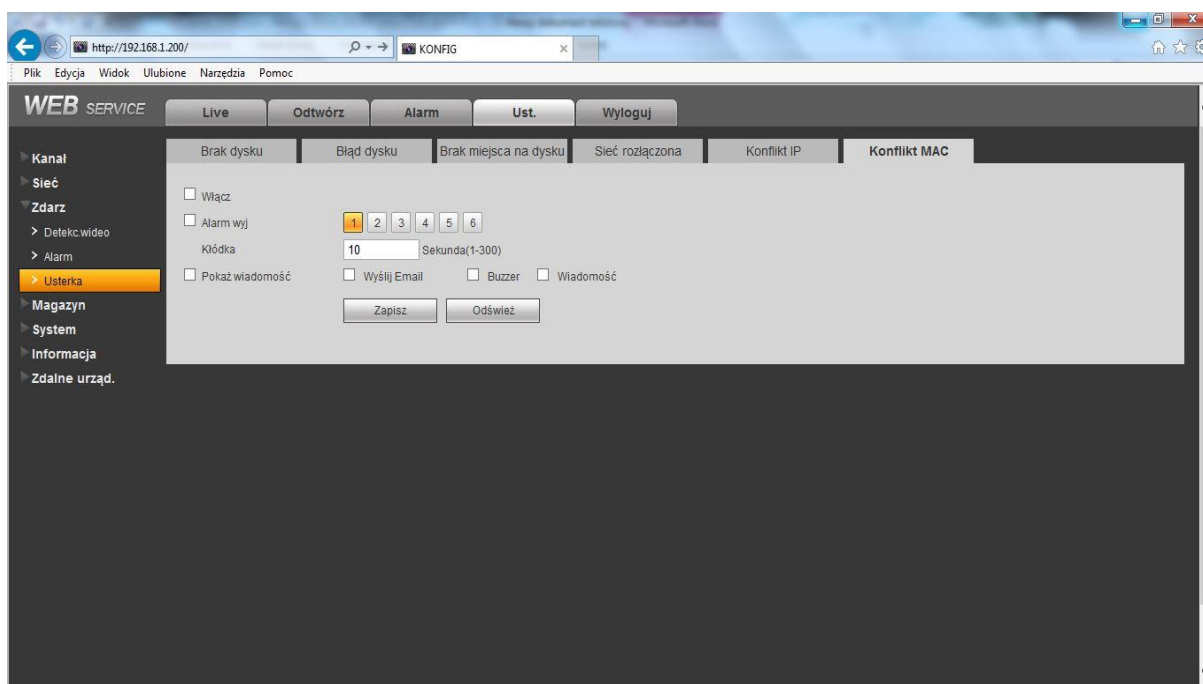 http://192.168.1.200/
KONFIG
Plik Edycja Widok Ulubione Narzędzia Pomoc
WEB SERVICE
Live Odtwórz Alarm Ust. Wyloguj
Brak dysku Błąd dysku Brak miejsca na dysku Sieć rozłączona Konflikt IP Konflikt MAC
Kanał
Sieć
Zdarz
Detekc.wideo
Alarm
Usterka
Magazyn
System
Informacja
Zdalne urząd.
Włącz
Alarm wyj 1 2 3 4 5 6
Kłódka 10 Sekunda(1-300)
Pokaż wiadomość Wyślij Email Buzzer Wiadomość
Zapisz Odśwież